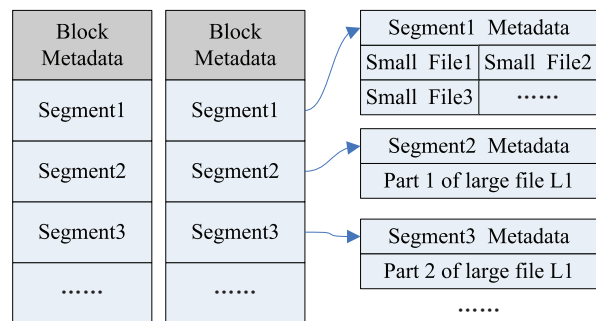 Block
Metadata
Segment1
Segment2
Segment3
……
Block
Metadata
Segment1
Segment2
Segment3
……
Segment1 Metadata
Small File1
Small File2
Small File3
……
Segment2 Metadata
Part 1 of large file L1
Segment3 Metadata
Part 2 of large file L1
……